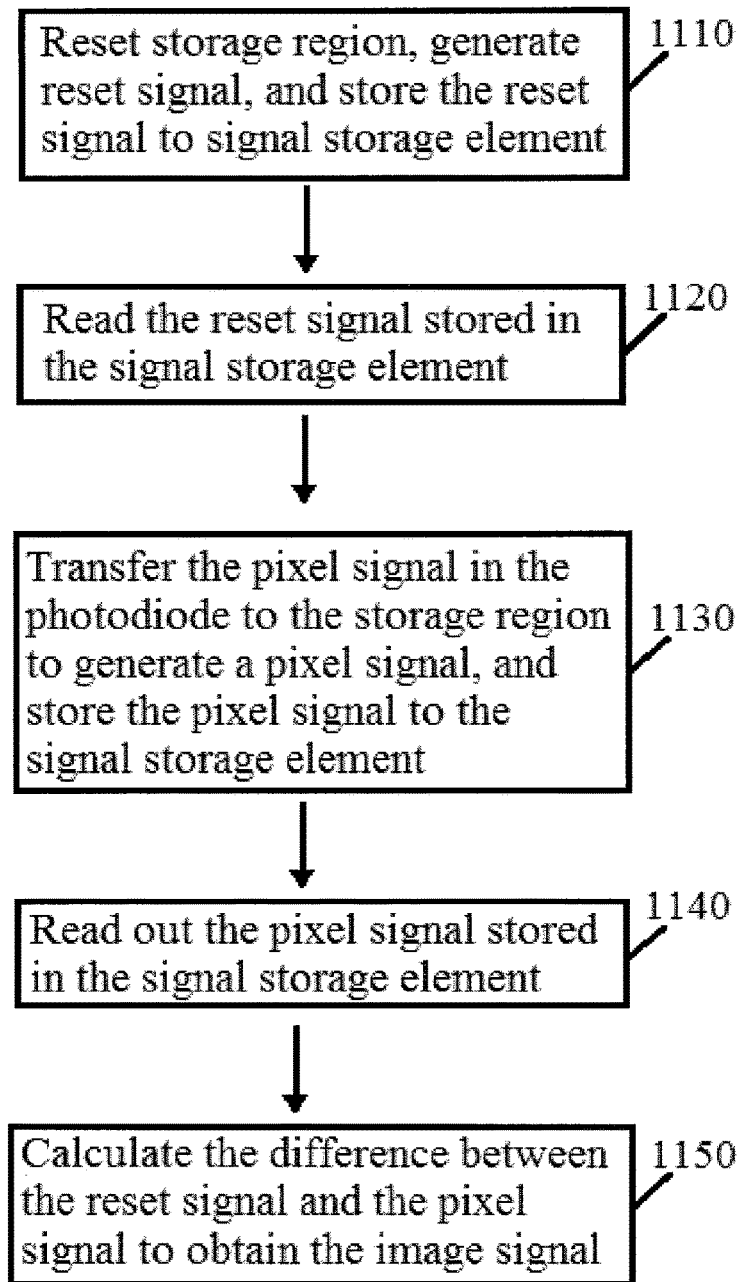 Reset storage region, generate
reset signal, and store the reset
signal to signal storage element
1110
Read the reset signal stored in
the signal storage element
1120
Transfer the pixel signal in the
photodiode to the storage region
to generate a pixel signal, and
store the pixel signal to the
signal storage element
1130
Read out the pixel signal stored
in the signal storage element
1140
Calculate the difference between
the reset signal and the pixel
signal to obtain the image signal
1150